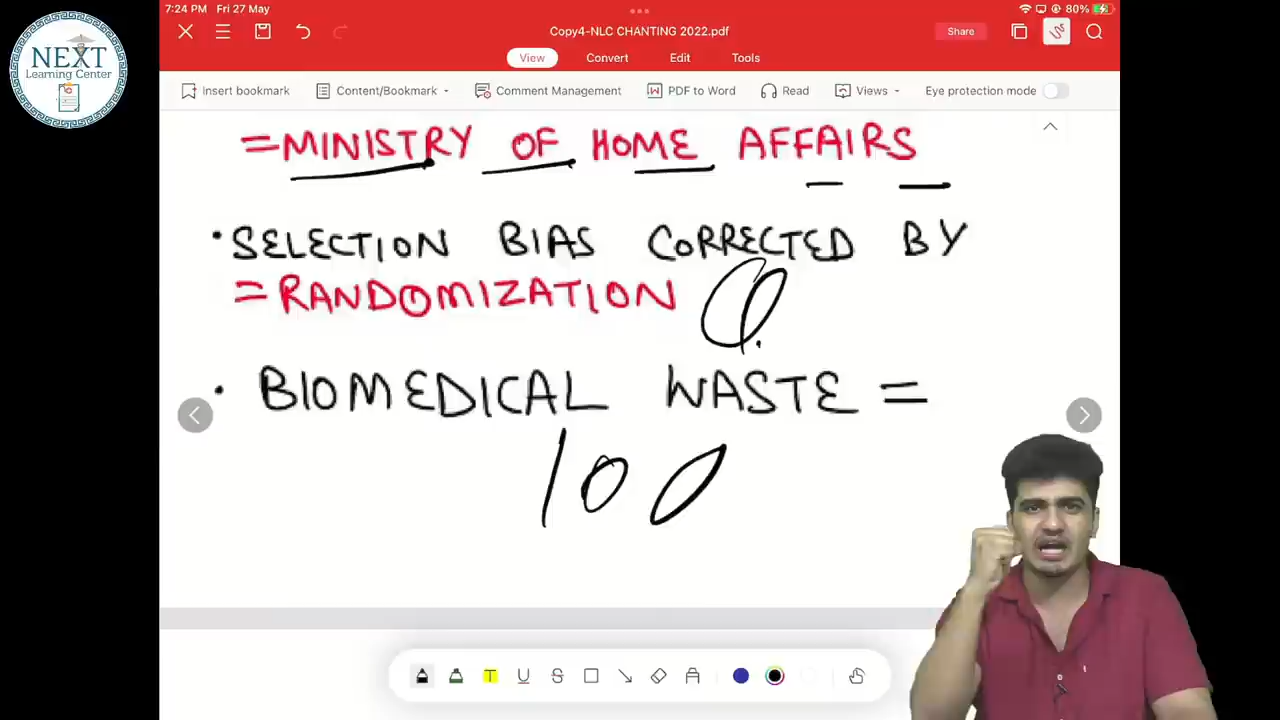 7:24 PM Fri 27 May
80%
NEXT
Learning Center
Copy4-NLC CHANTING 2022.pdf
Share
View Convert Edit Tools
Insert bookmark Content/Bookmark Comment Management PDF to Word Read Views Eye protection mode
=MINISTRY OF HOME AFFAIRS
• SELECTION BIAS CORRECTED BY
= RANDOMIZATION
• BIOMEDICAL WASTE =
100
T U S